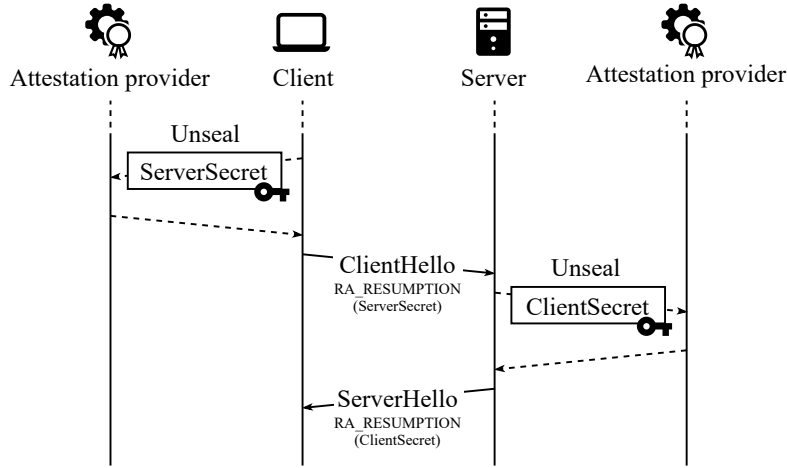 Attestation provider
Client
Server
Attestation provider
Unseal
ServerSecret
ClientHello
RA_RESUMPTION
(ServerSecret)
Unseal
ClientSecret
ServerHello
RA_RESUMPTION
(ClientSecret)